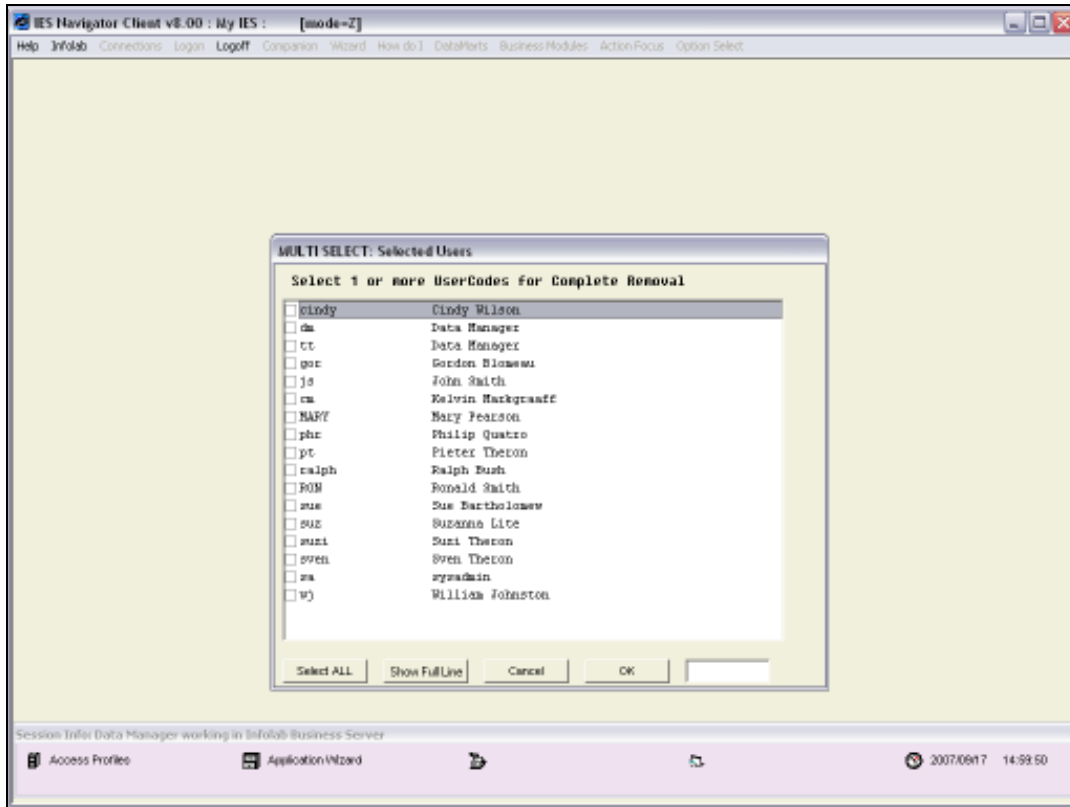 IES Navigator Client v8.00 : My IES : [mode=Z]
Help Infolab Connections Logon Logoff Companion Wizard How do I DataMarts Business Modules Action Focus Option Select
MULTI SELECT: Selected Users
Select 1 or more UserCodes for Complete Removal
cindy Cindy Wilson
dm Data Manager
tt Data Manager
gor Gordon Blomeau
js John Smith
cm Kelvin Markgraaff
MARY Mary Pearson
phr Philip Quatro
pt Pieter Theron
ralph Ralph Bush
RON Ronald Smith
sue Sue Bartholomew
suz Suzanna Lite
suzi Suzi Theron
sven Sven Theron
sa sysadmin
wj William Johnston
Select ALL Show Full Line Cancel OK
Session Info: Data Manager working in Infolab Business Server
Access Profiles Application Wizard 2007/09/17 14:59:50